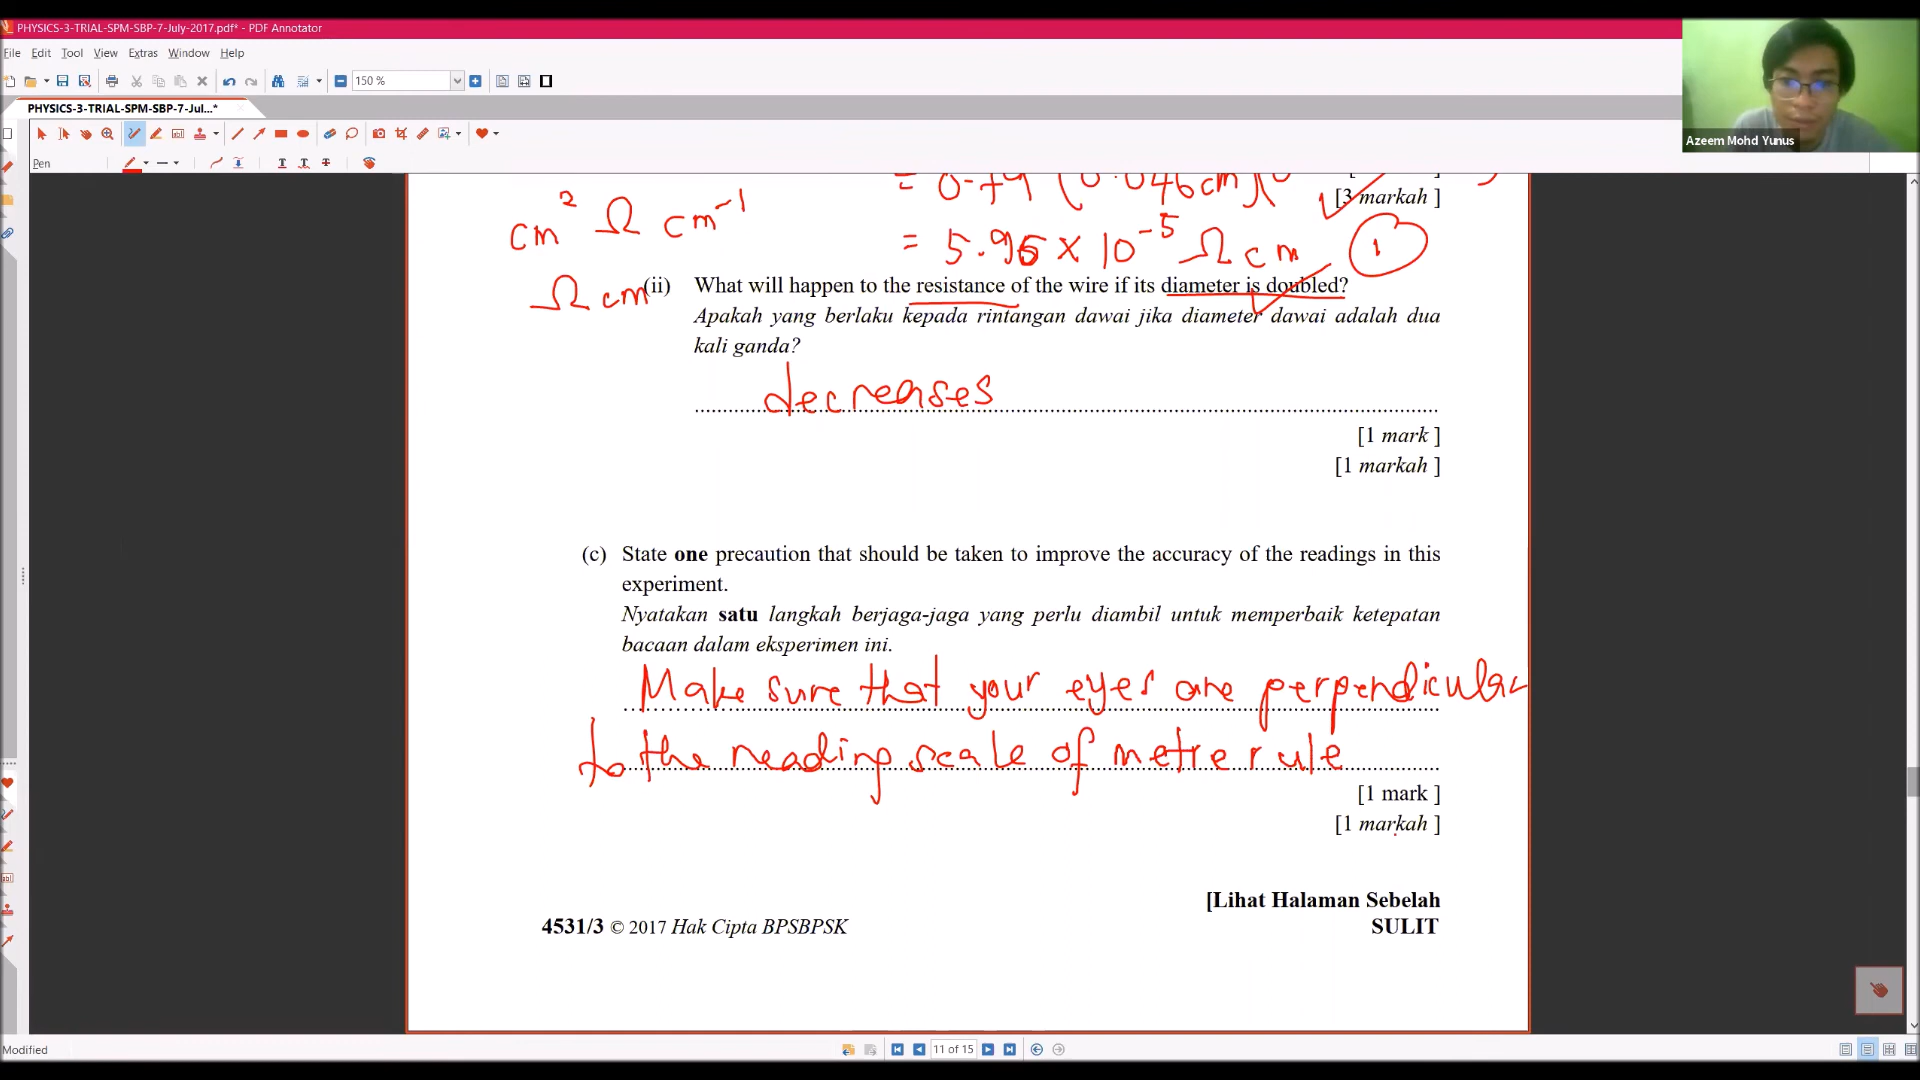 PHYSICS-3-TRIAL-SPM-SBP-7-July-2017.pdf* - PDF Annotator
File Edit Tool View Extras Window Help
150 %
PHYSICS-3-TRIAL-SPM-SBP-7-Jul...*
Pen
Azeem Mohd Yunus
[3 markah ]
cm² Ω cm⁻¹
= 5.95 × 10⁻⁵ Ω cm
1
Ω cm
(ii) What will happen to the resistance of the wire if its diameter is doubled?
Apakah yang berlaku kepada rintangan dawai jika diameter dawai adalah dua
kali ganda?
decreases
[1 mark ]
[1 markah ]
(c) State one precaution that should be taken to improve the accuracy of the readings in this
experiment.
Nyatakan satu langkah berjaga-jaga yang perlu diambil untuk memperbaik ketepatan
bacaan dalam eksperimen ini.
Make sure that your eyes are perpendicular
to the reading scale of metre rule
[1 mark ]
[1 markah ]
[Lihat Halaman Sebelah
4531/3 © 2017 Hak Cipta BPSBPSK
SULIT
Modified
11 of 15